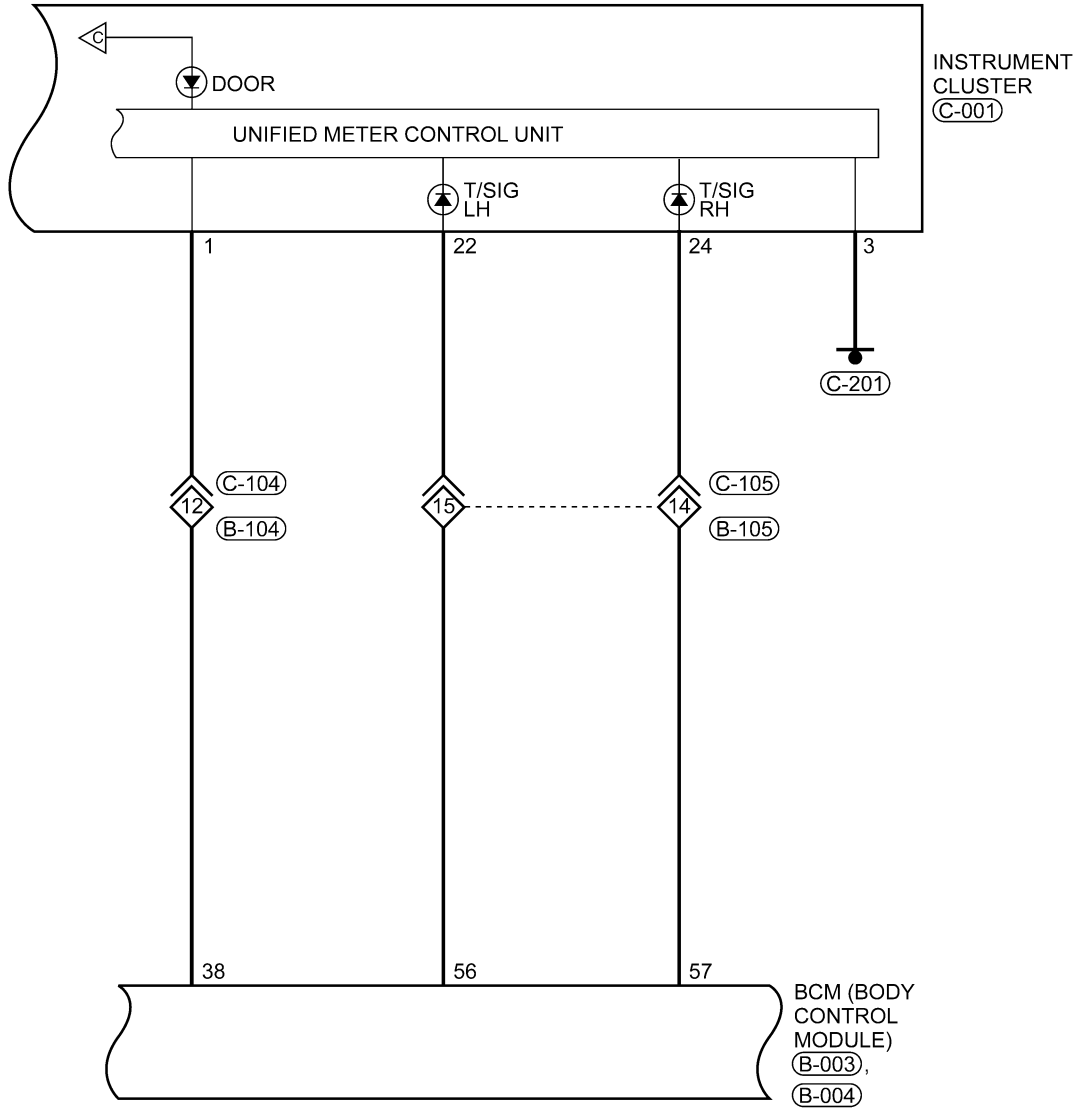 C
DOOR
INSTRUMENT
CLUSTER
C-001
UNIFIED METER CONTROL UNIT
T/SIG
LH
T/SIG
RH
1
22
24
3
C-201
C-104
C-105
12
15
14
B-104
B-105
38
56
57
BCM (BODY
CONTROL
MODULE)
B-003,
B-004